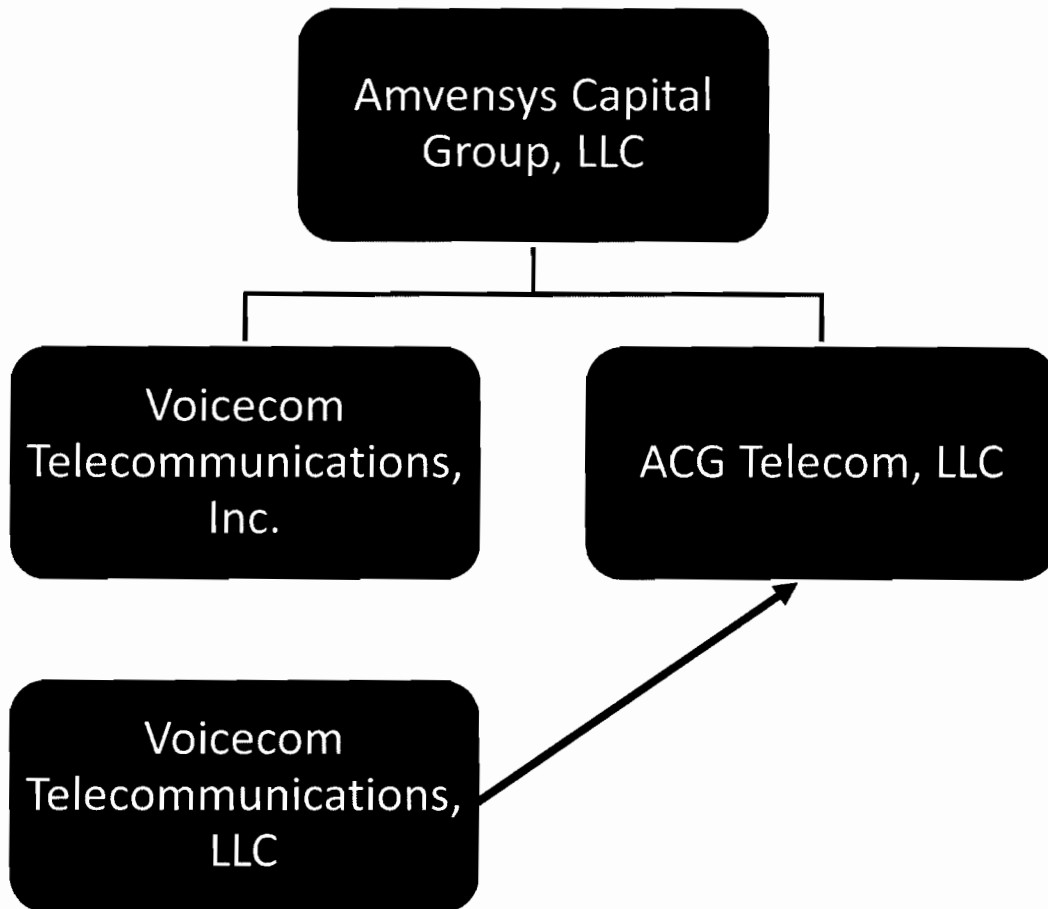 Amvensys Capital
Group, LLC
Voicecom
Telecommunications,
Inc.
ACG Telecom, LLC
Voicecom
Telecommunications,
LLC